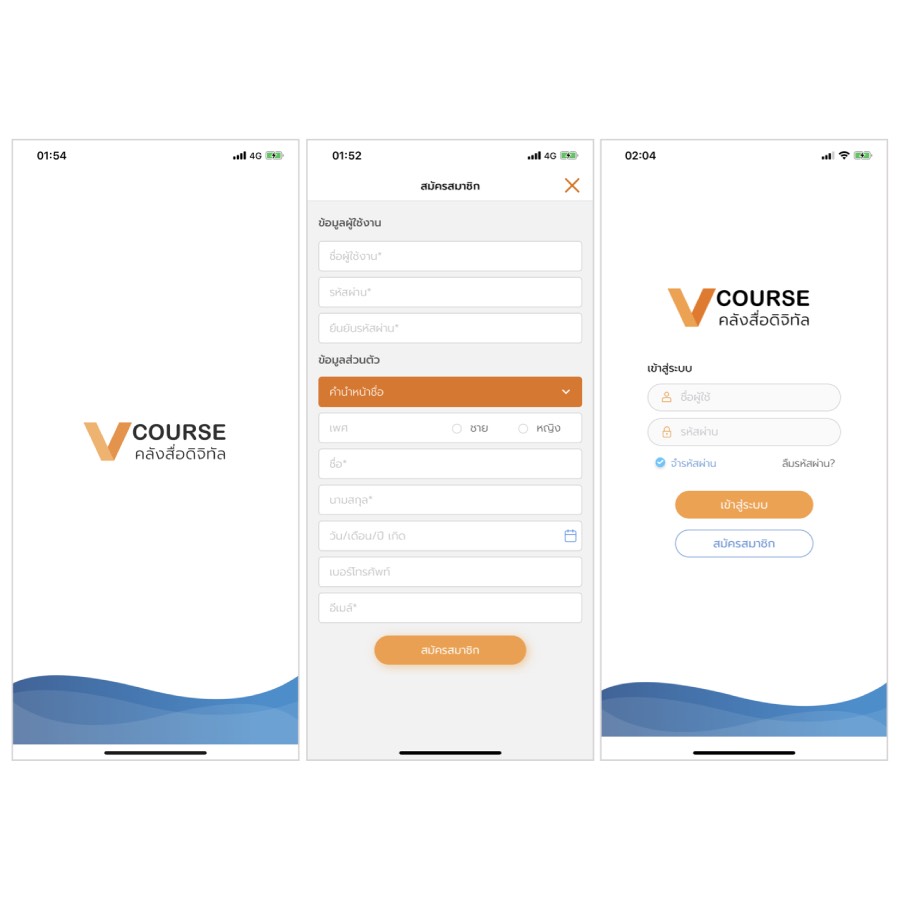 01:54
4G
V COURSE
คลังสื่อดิจิทัล
01:52
4G
สมัครสมาชิก
ข้อมูลผู้ใช้งาน
ชื่อผู้ใช้งาน*
รหัสผ่าน*
ยืนยันรหัสผ่าน*
ข้อมูลส่วนตัว
คำนำหน้าชื่อ
เพศ ชาย หญิง
ชื่อ*
นามสกุล*
วัน/เดือน/ปี เกิด
เบอร์โทรศัพท์
อีเมล์*
สมัครสมาชิก
02:04
V COURSE
คลังสื่อดิจิทัล
เข้าสู่ระบบ
ชื่อผู้ใช้
รหัสผ่าน
จำรหัสผ่าน ลืมรหัสผ่าน?
เข้าสู่ระบบ
สมัครสมาชิก